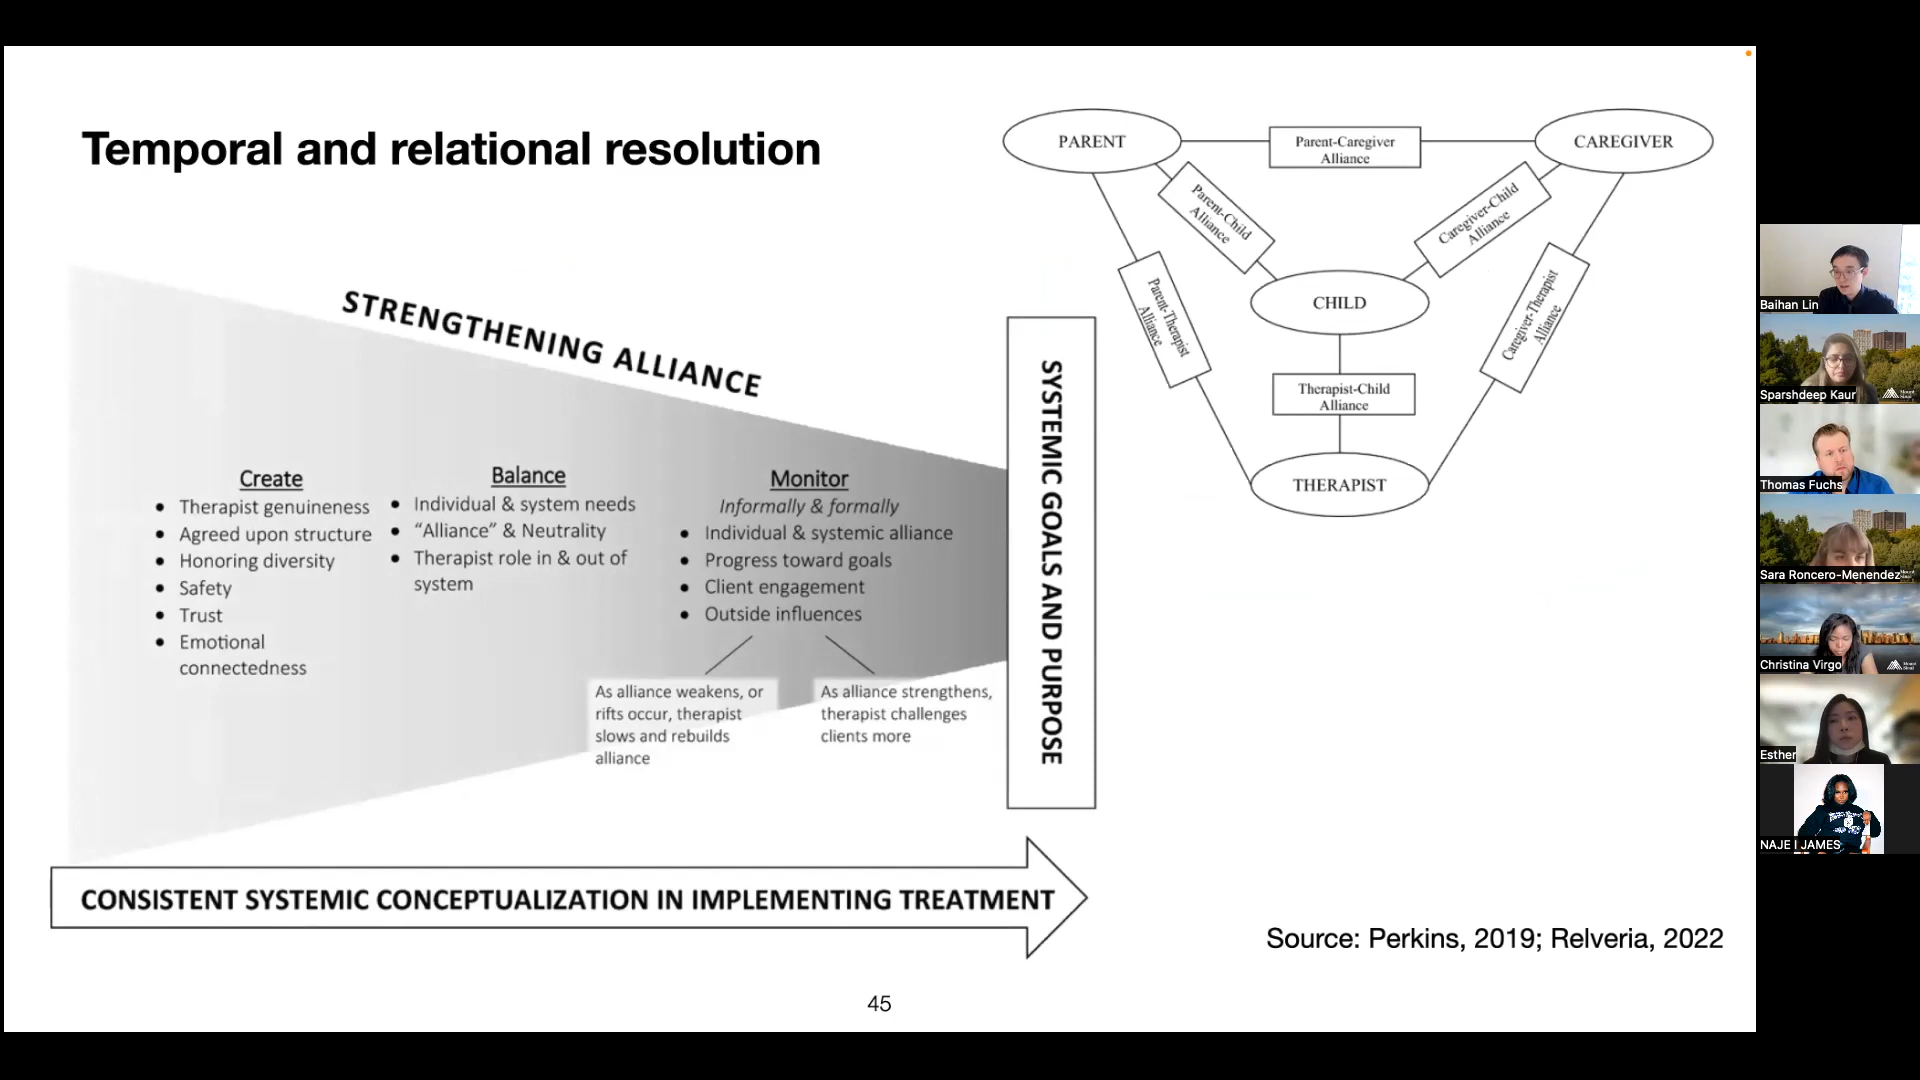 Temporal and relational resolution
STRENGTHENING ALLIANCE
Create
Therapist genuineness
Agreed upon structure
Honoring diversity
Safety
Trust
Emotional
connectedness
Balance
Individual & system needs
“Alliance” & Neutrality
Therapist role in & out of
system
Monitor
Informally & formally
Individual & systemic alliance
Progress toward goals
Client engagement
Outside influences
As alliance weakens, or
rifts occur, therapist
slows and rebuilds
alliance
As alliance strengthens,
therapist challenges
clients more
SYSTEMIC GOALS AND PURPOSE
CONSISTENT SYSTEMIC CONCEPTUALIZATION IN IMPLEMENTING TREATMENT
PARENT
Parent-Caregiver
Alliance
CAREGIVER
Parent-Child
Alliance
Caregiver-Child
Alliance
Parent-Therapist
Alliance
CHILD
Caregiver-Therapist
Alliance
Therapist-Child
Alliance
THERAPIST
Source: Perkins, 2019; Relveria, 2022
45
Baihan Lin
Sparshdeep Kaur
Mount
Sinai
Thomas Fuchs
Sara Roncero-Menendez
Christina Virgo
Mount
Sinai
Esther
NAJE I JAMES